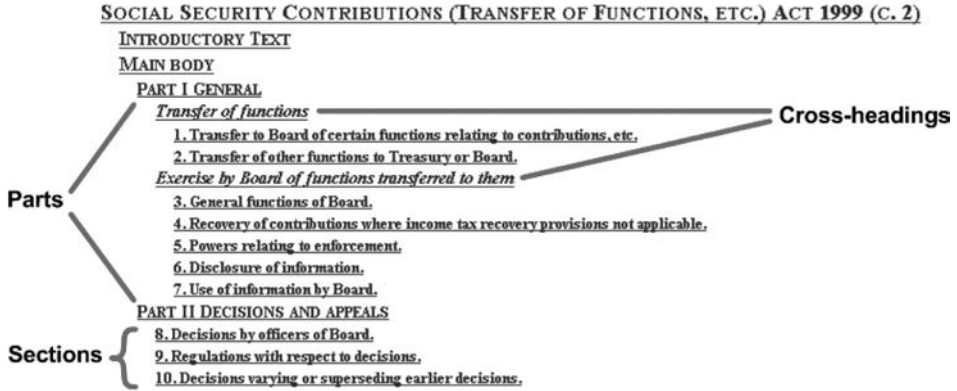 SOCIAL SECURITY CONTRIBUTIONS (TRANSFER OF FUNCTIONS, ETC.) ACT 1999 (C. 2)
INTRODUCTORY TEXT
MAIN BODY
PART I GENERAL
Transfer of functions
Cross-headings
1. Transfer to Board of certain functions relating to contributions, etc.
2. Transfer of other functions to Treasury or Board.
Exercise by Board of functions transferred to them
Parts
3. General functions of Board.
4. Recovery of contributions where income tax recovery provisions not applicable.
5. Powers relating to enforcement.
6. Disclosure of information.
7. Use of information by Board.
PART II DECISIONS AND APPEALS
Sections
8. Decisions by officers of Board.
9. Regulations with respect to decisions.
10. Decisions varying or superseding earlier decisions.